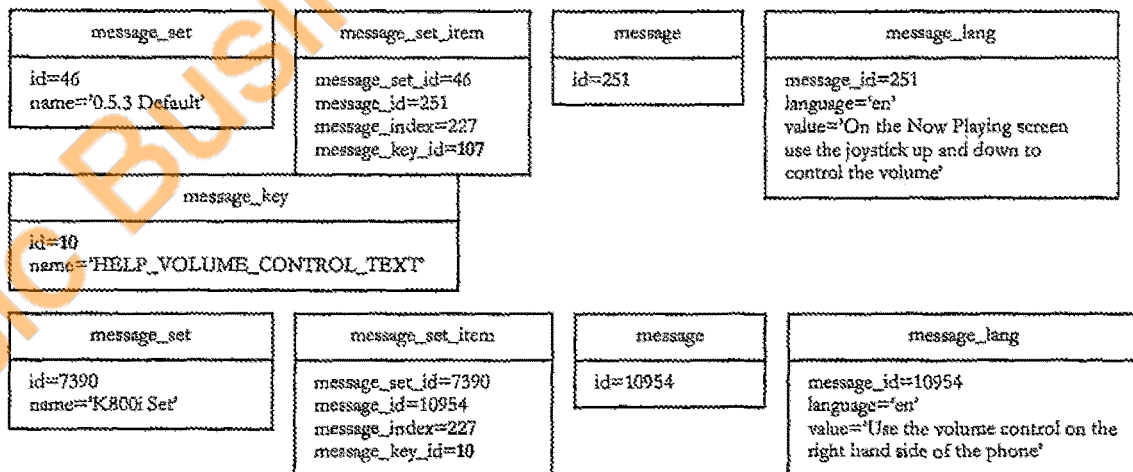 message_set
id=46
name='0.5.3 Default'
message_set_item
message_set_id=46
message_id=251
message_index=227
message_key_id=107
message
id=251
message_lang
message_id=251
language='en'
value='On the Now Playing screen
use the joystick up and down to
control the volume'
message_key
id=10
name='HELP_VOLUME_CONTROL_TEXT'
message_set
id=7390
name='K800i Set'
message_set_item
message_set_id=7390
message_id=10954
message_index=227
message_key_id=10
message
id=10954
message_lang
message_id=10954
language='en'
value='Use the volume control on the
right hand side of the phone'